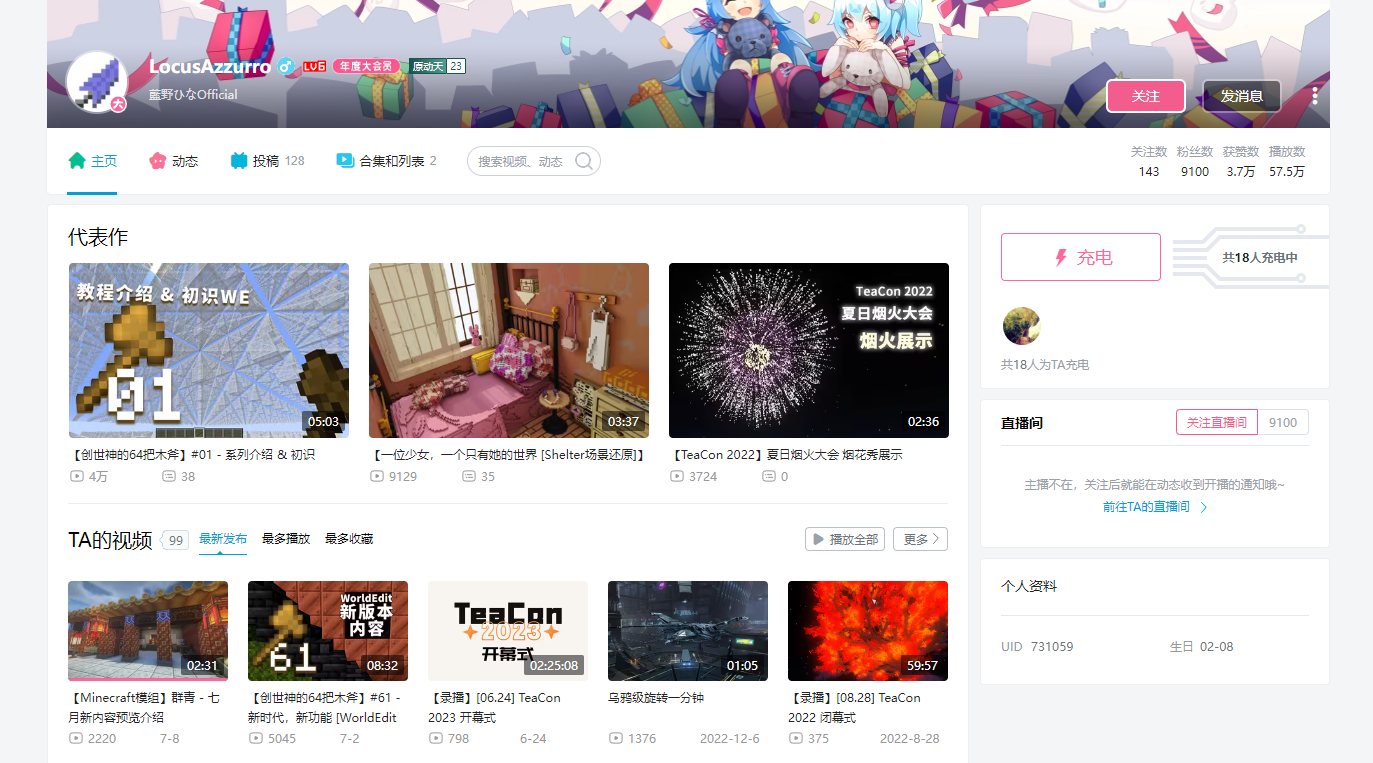 LocusAzzurro LV6 年度大会员 原动天 23
藍野ひなOfficial
大
关注 发消息
主页 动态 投稿 128 合集和列表 2 搜索视频、动态
关注数 粉丝数 获赞数 播放数
143 9100 3.7万 57.5万
代表作
教程介绍 & 初识WE
01
05:03
【创世神的64把木斧】#01 - 系列介绍 & 初识
4万 38
03:37
【一位少女，一个只有她的世界 [Shelter场景还原]】
9129 35
TeaCon 2022
夏日烟火大会
烟火展示
02:36
【TeaCon 2022】夏日烟火大会 烟花秀展示
3724 0
TA的视频 99 最新发布 最多播放 最多收藏 播放全部 更多
02:31
【Minecraft模组】群青 - 七
月新内容预览介绍
2220 7-8
WorldEdit
新版本
内容
61
08:32
【创世神的64把木斧】#61 -
新时代，新功能 [WorldEdit
5045 7-2
TeaCon
2023
开幕式
02:25:08
【录播】[06.24] TeaCon
2023 开幕式
798 6-24
01:05
乌鸦级旋转一分钟
1376 2022-12-6
59:57
【录播】[08.28] TeaCon
2022 闭幕式
375 2022-8-28
充电 共18人充电中
共18人为TA充电
直播间 关注直播间 9100
主播不在，关注后就能在动态收到开播的通知哦~
前往TA的直播间
个人资料
UID 731059 生日 02-08